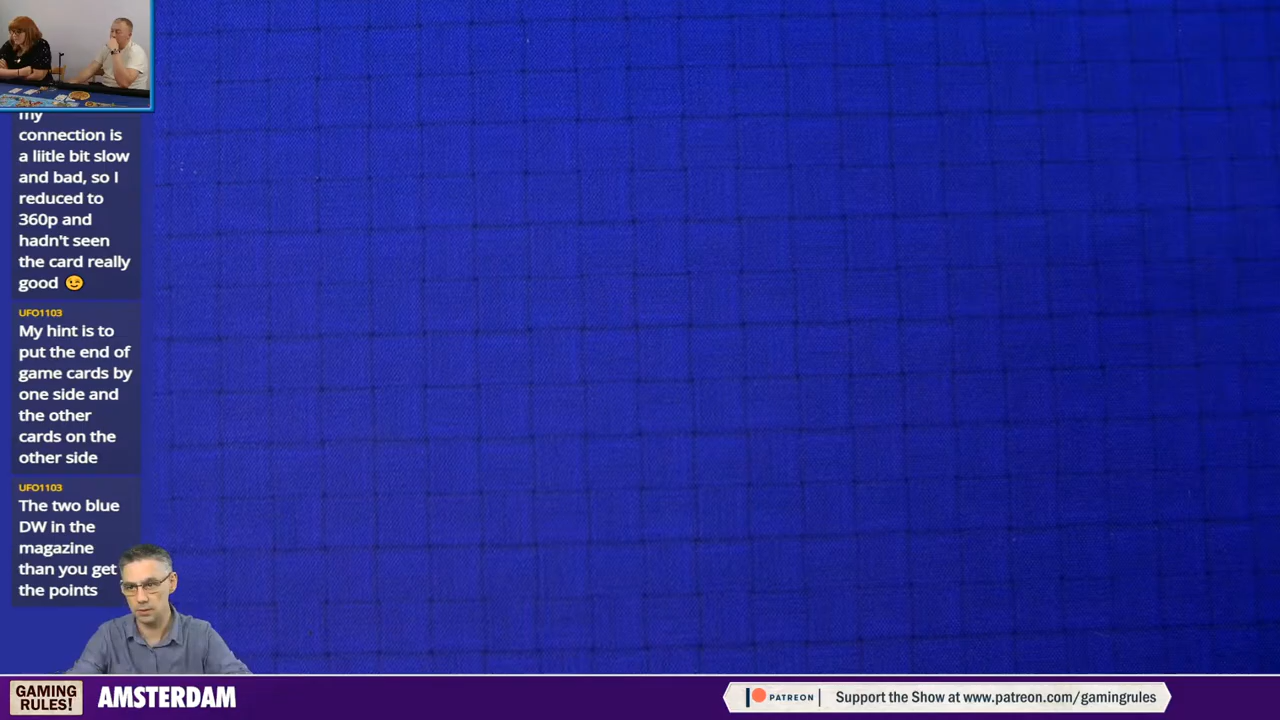 my
connection is
a liitle bit slow
and bad, so I
reduced to
360p and
hadn't seen
the card really
good 😉
UFO1103
My hint is to
put the end of
game cards by
one side and
the other
cards on the
other side
UFO1103
The two blue
DW in the
magazine
than you get
the points
GAMING
RULES!
AMSTERDAM
PATREON
Support the Show at www.patreon.com/gamingrules